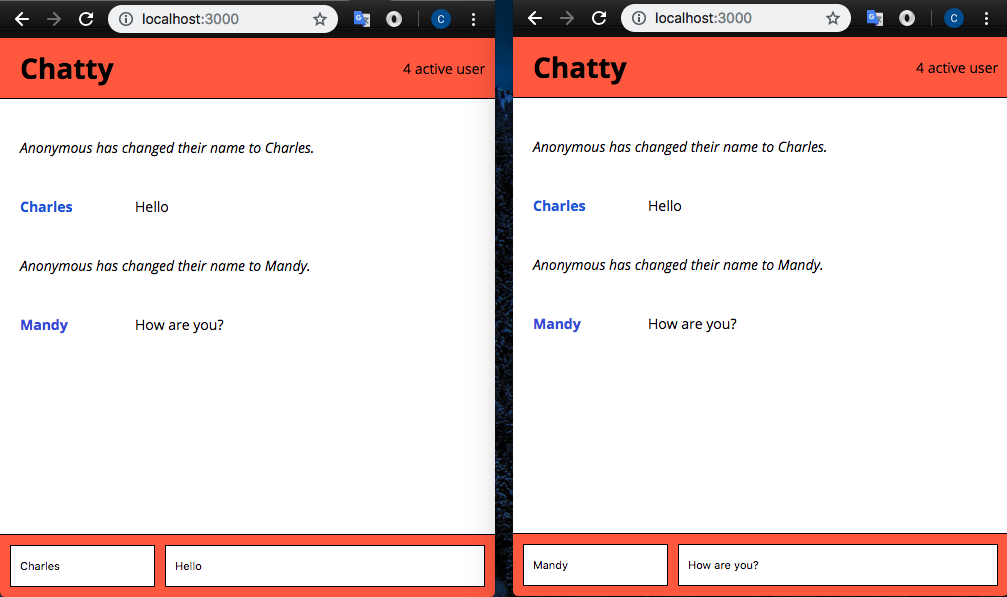 localhost:3000
C
Chatty
4 active user
Anonymous has changed their name to Charles.
Charles Hello
Anonymous has changed their name to Mandy.
Mandy How are you?
Charles Hello
localhost:3000
C
Chatty
4 active user
Anonymous has changed their name to Charles.
Charles Hello
Anonymous has changed their name to Mandy.
Mandy How are you?
Mandy How are you?